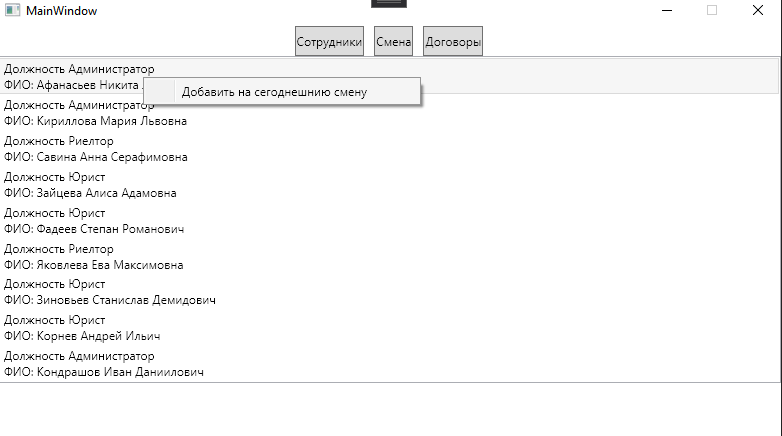 MainWindow
Сотрудники Смена Договоры
Должность Администратор
ФИО: Афанасьев Никита
Добавить на сегоднешнию смену
Должность Администратор
ФИО: Кириллова Мария Львовна
Должность Риелтор
ФИО: Савина Анна Серафимовна
Должность Юрист
ФИО: Зайцева Алиса Адамовна
Должность Юрист
ФИО: Фадеев Степан Романович
Должность Риелтор
ФИО: Яковлева Ева Максимовна
Должность Юрист
ФИО: Зиновьев Станислав Демидович
Должность Юрист
ФИО: Корнев Андрей Ильич
Должность Администратор
ФИО: Кондрашов Иван Даниилович